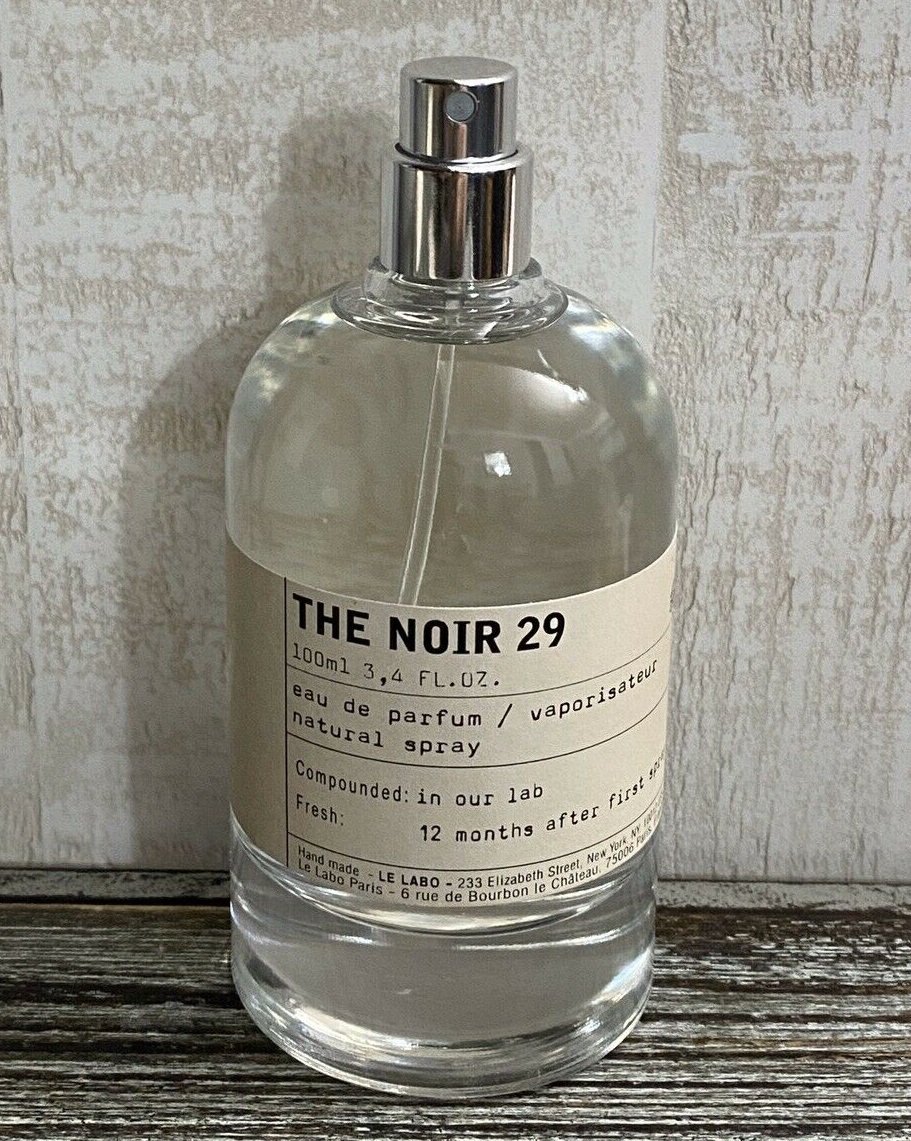 THE NOIR 29
100ml 3,4 FL.OZ.
eau de parfum / vaporisateur
natural spray
Compounded: in our lab
Fresh: 12 months after first
Hand made - LE LABO - 233 Elizabeth Street, New York, NY
Le Labo Paris - 6 rue de Bourbon le Château, 75006 Paris